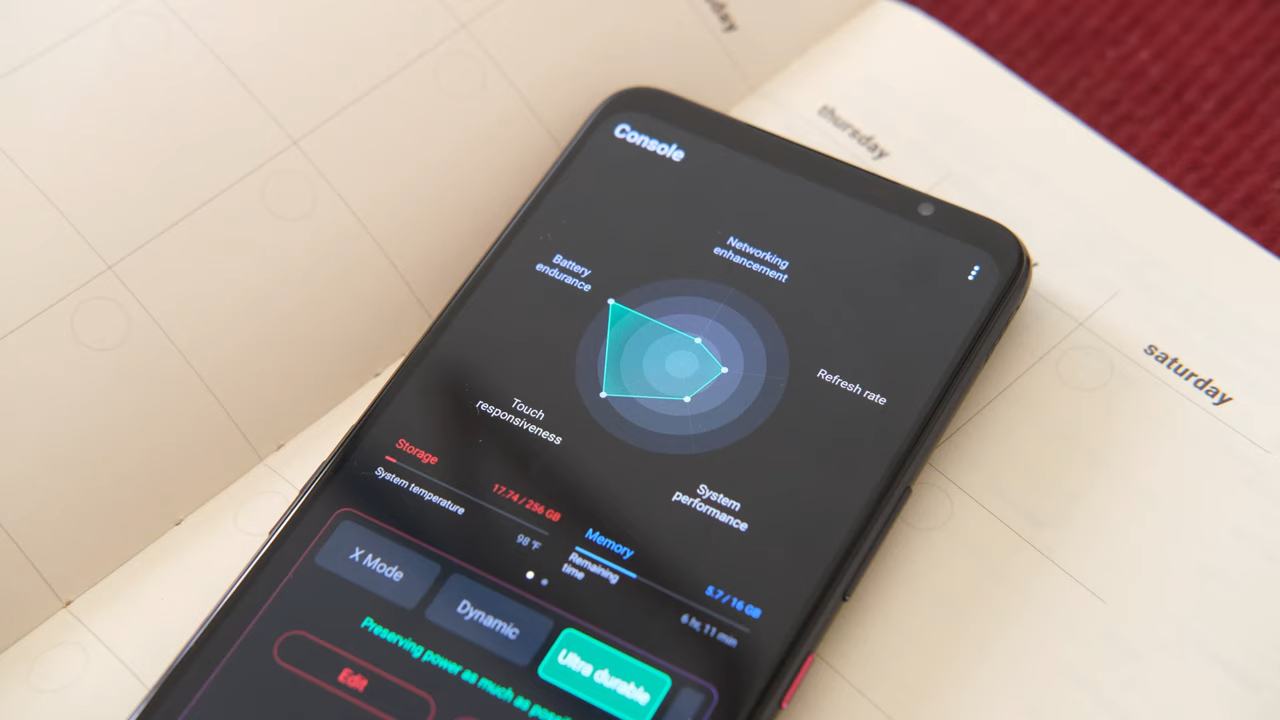 day
thursday
saturday
Console
Networking
enhancement
Battery
endurance
Refresh rate
Touch
responsiveness
System
performance
Storage
17.74 / 256 GB
System temperature
98 °F
Memory
5.7 / 16 GB
Remaining
time
6 hr, 11 min
X Mode
Dynamic
Ultra durable
Preserving power as much as
Edit